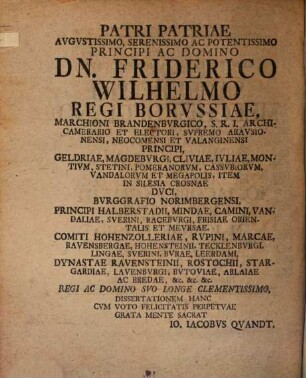 PATRI PATRIAE
AVGVSTISSIMO, SERENISSIMO AC POTENTISSIMO
PRINCIPI AC DOMINO
DN. FRIDERICO
WILHELMO
REGI BORVSSIAE,
MARCHIONI BRANDENBVRGICO, S. R. I. ARCHI-
CAMERARIO ET ELECTORI, SVPREMO ARAVSIO-
NENSI, NEOCOMENSI ET VALANGINENSI
PRINCIPI,
GELDRIAE, MAGDEBVRGI, CLIVIAE, IVLIAE, MON-
TIVM, STETINI, POMERANORVM, CASSVBORVM,
VANDALORVM ET MEGAPOLIS, ITEM
IN SILESIA CROSNAE
DVCI,
BVRGGRAFIO NORIMBERGENSI,
PRINCIPI HALBERSTADII, MINDAE, CAMINI, VAN-
DALIAE, SVERINI, RACEBVRGI, FRISIAE ORIEN-
TALIS ET MEVRSAE,
COMITI HOHENZOLLERIAE, RVPINI, MARCAE,
RAVENSBERGAE, HOHENSTEINII, TECKLENBVRGI,
LINGAE, SVERINI, BVRAE, LEERDAMI,
DYNASTAE RAVENSTEINII, ROSTOCHII, STAR-
GARDIAE, LAVENBVRGI, BVTOVIAE, ARLAIAE
AC BREDAE, &c. &c. &c.
REGI AC DOMINO SVO LONGE CLEMENTISSIMO,
DISSERTATIONEM HANC
CVM VOTO FELICITATIS PERPETVAE
GRATA MENTE SACRAT
IO. IACOBVS QVANDT.